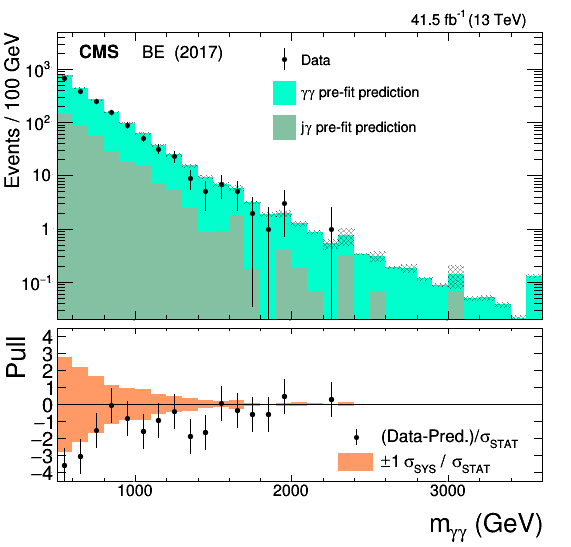 41.5 fb⁻¹ (13 TeV)
CMS BE (2017)
Data
γγ pre-fit prediction
jγ pre-fit prediction
Events / 100 GeV
10³
10²
10
1
10⁻¹
Pull
4
3
2
1
0
−1
−2
−3
−4
(Data-Pred.)/σ_STAT
±1 σ_SYS / σ_STAT
1000 2000 3000
m_γγ (GeV)